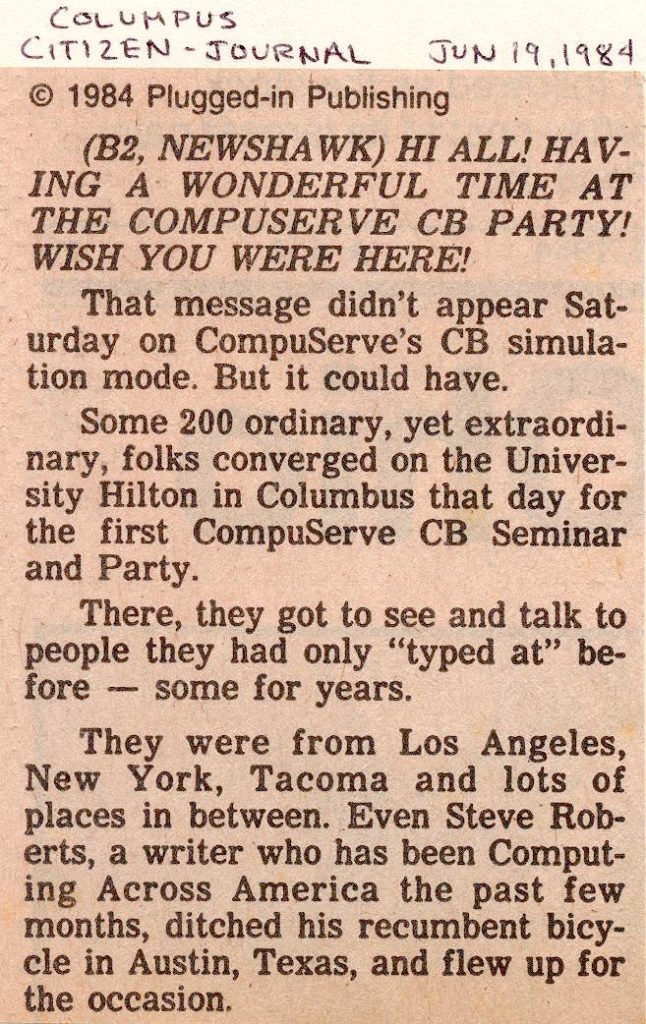 COLUMPUS
CITIZEN-JOURNAL JUN 19, 1984
© 1984 Plugged-in Publishing
(B2, NEWSHAWK) HI ALL! HAV-
ING A WONDERFUL TIME AT
THE COMPUSERVE CB PARTY!
WISH YOU WERE HERE!
That message didn't appear Sat-
urday on CompuServe's CB simula-
tion mode. But it could have.
Some 200 ordinary, yet extraordi-
nary, folks converged on the Univer-
sity Hilton in Columbus that day for
the first CompuServe CB Seminar
and Party.
There, they got to see and talk to
people they had only "typed at" be-
fore — some for years.
They were from Los Angeles,
New York, Tacoma and lots of
places in between. Even Steve Rob-
erts, a writer who has been Comput-
ing Across America the past few
months, ditched his recumbent bicy-
cle in Austin, Texas, and flew up for
the occasion.